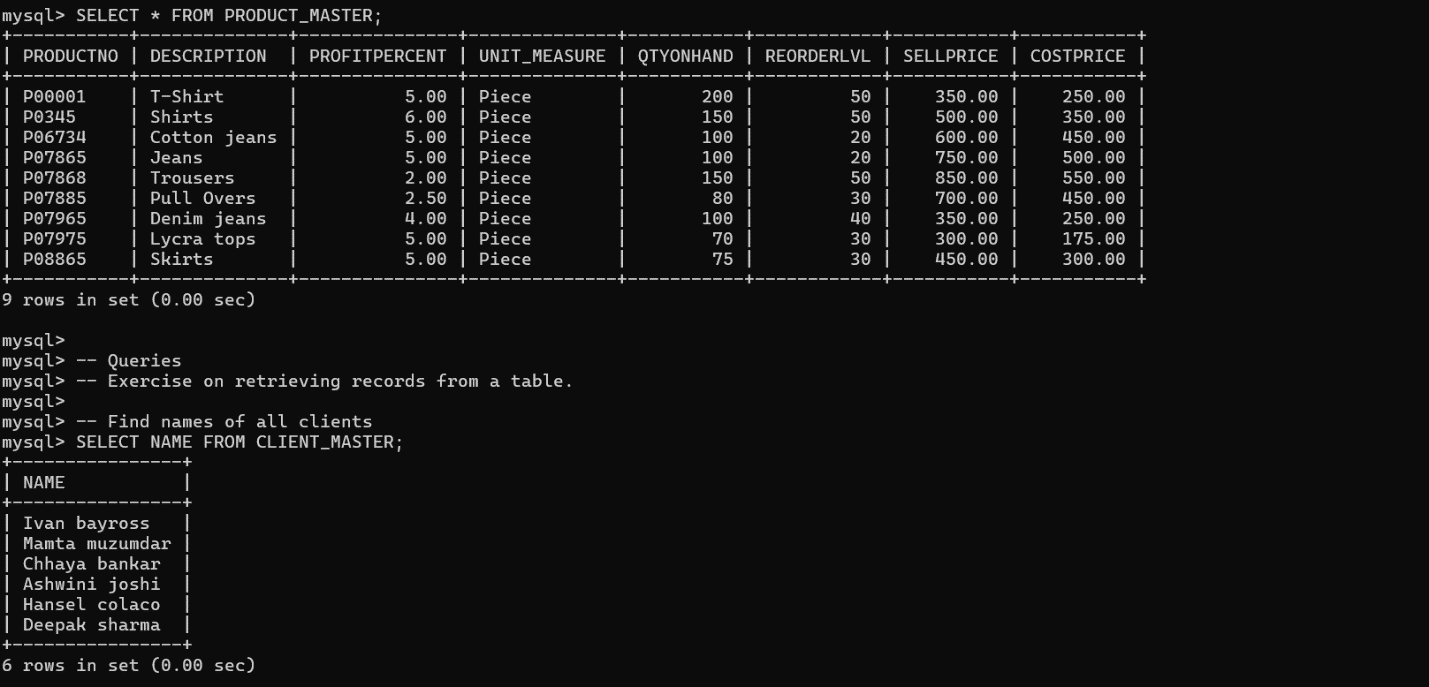 mysql> SELECT * FROM PRODUCT_MASTER;
+-----------+--------------+---------------+--------------+----------+------------+-----------+-----------+
| PRODUCTNO | DESCRIPTION  | PROFITPERCENT | UNIT_MEASURE | QTYONHAND | REORDERLVL | SELLPRICE | COSTPRICE |
+-----------+--------------+---------------+--------------+----------+------------+-----------+-----------+
| P00001    | T-Shirt      |          5.00 | Piece        |       200 |         50 |    350.00 |    250.00 |
| P0345     | Shirts       |          6.00 | Piece        |       150 |         50 |    500.00 |    350.00 |
| P06734    | Cotton jeans |          5.00 | Piece        |       100 |         20 |    600.00 |    450.00 |
| P07865    | Jeans        |          5.00 | Piece        |       100 |         20 |    750.00 |    500.00 |
| P07868    | Trousers     |          2.00 | Piece        |       150 |         50 |    850.00 |    550.00 |
| P07885    | Pull Overs   |          2.50 | Piece        |        80 |         30 |    700.00 |    450.00 |
| P07965    | Denim jeans  |          4.00 | Piece        |       100 |         40 |    350.00 |    250.00 |
| P07975    | Lycra tops   |          5.00 | Piece        |        70 |         30 |    300.00 |    175.00 |
| P08865    | Skirts       |          5.00 | Piece        |        75 |         30 |    450.00 |    300.00 |
+-----------+--------------+---------------+--------------+----------+------------+-----------+-----------+
9 rows in set (0.00 sec)

mysql>
mysql> -- Queries
mysql> -- Exercise on retrieving records from a table.
mysql>
mysql> -- Find names of all clients
mysql> SELECT NAME FROM CLIENT_MASTER;
+----------------+
| NAME           |
+----------------+
| Ivan bayross   |
| Mamta muzumdar |
| Chhaya bankar  |
| Ashwini joshi  |
| Hansel colaco  |
| Deepak sharma  |
+----------------+
6 rows in set (0.00 sec)